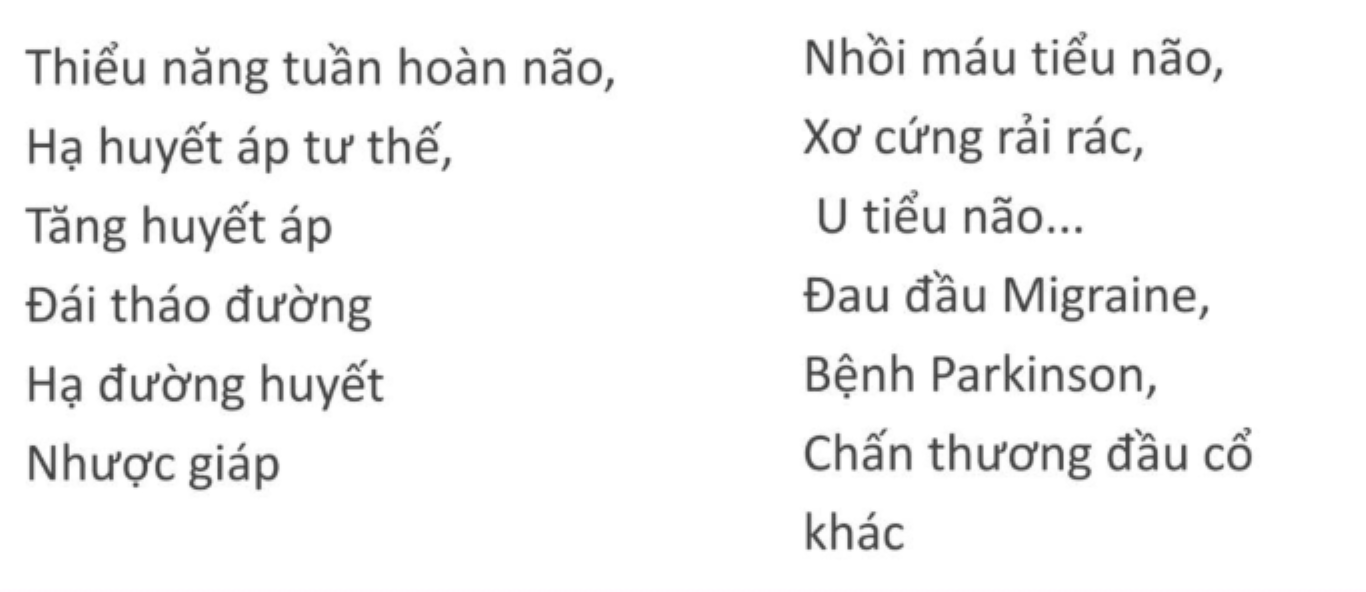 Thiểu năng tuần hoàn não,
Hạ huyết áp tư thế,
Tăng huyết áp
Đái tháo đường
Hạ đường huyết
Nhược giáp
Nhồi máu tiểu não,
Xơ cứng rải rác,
U tiểu não...
Đau đầu Migraine,
Bệnh Parkinson,
Chấn thương đầu cổ
khác